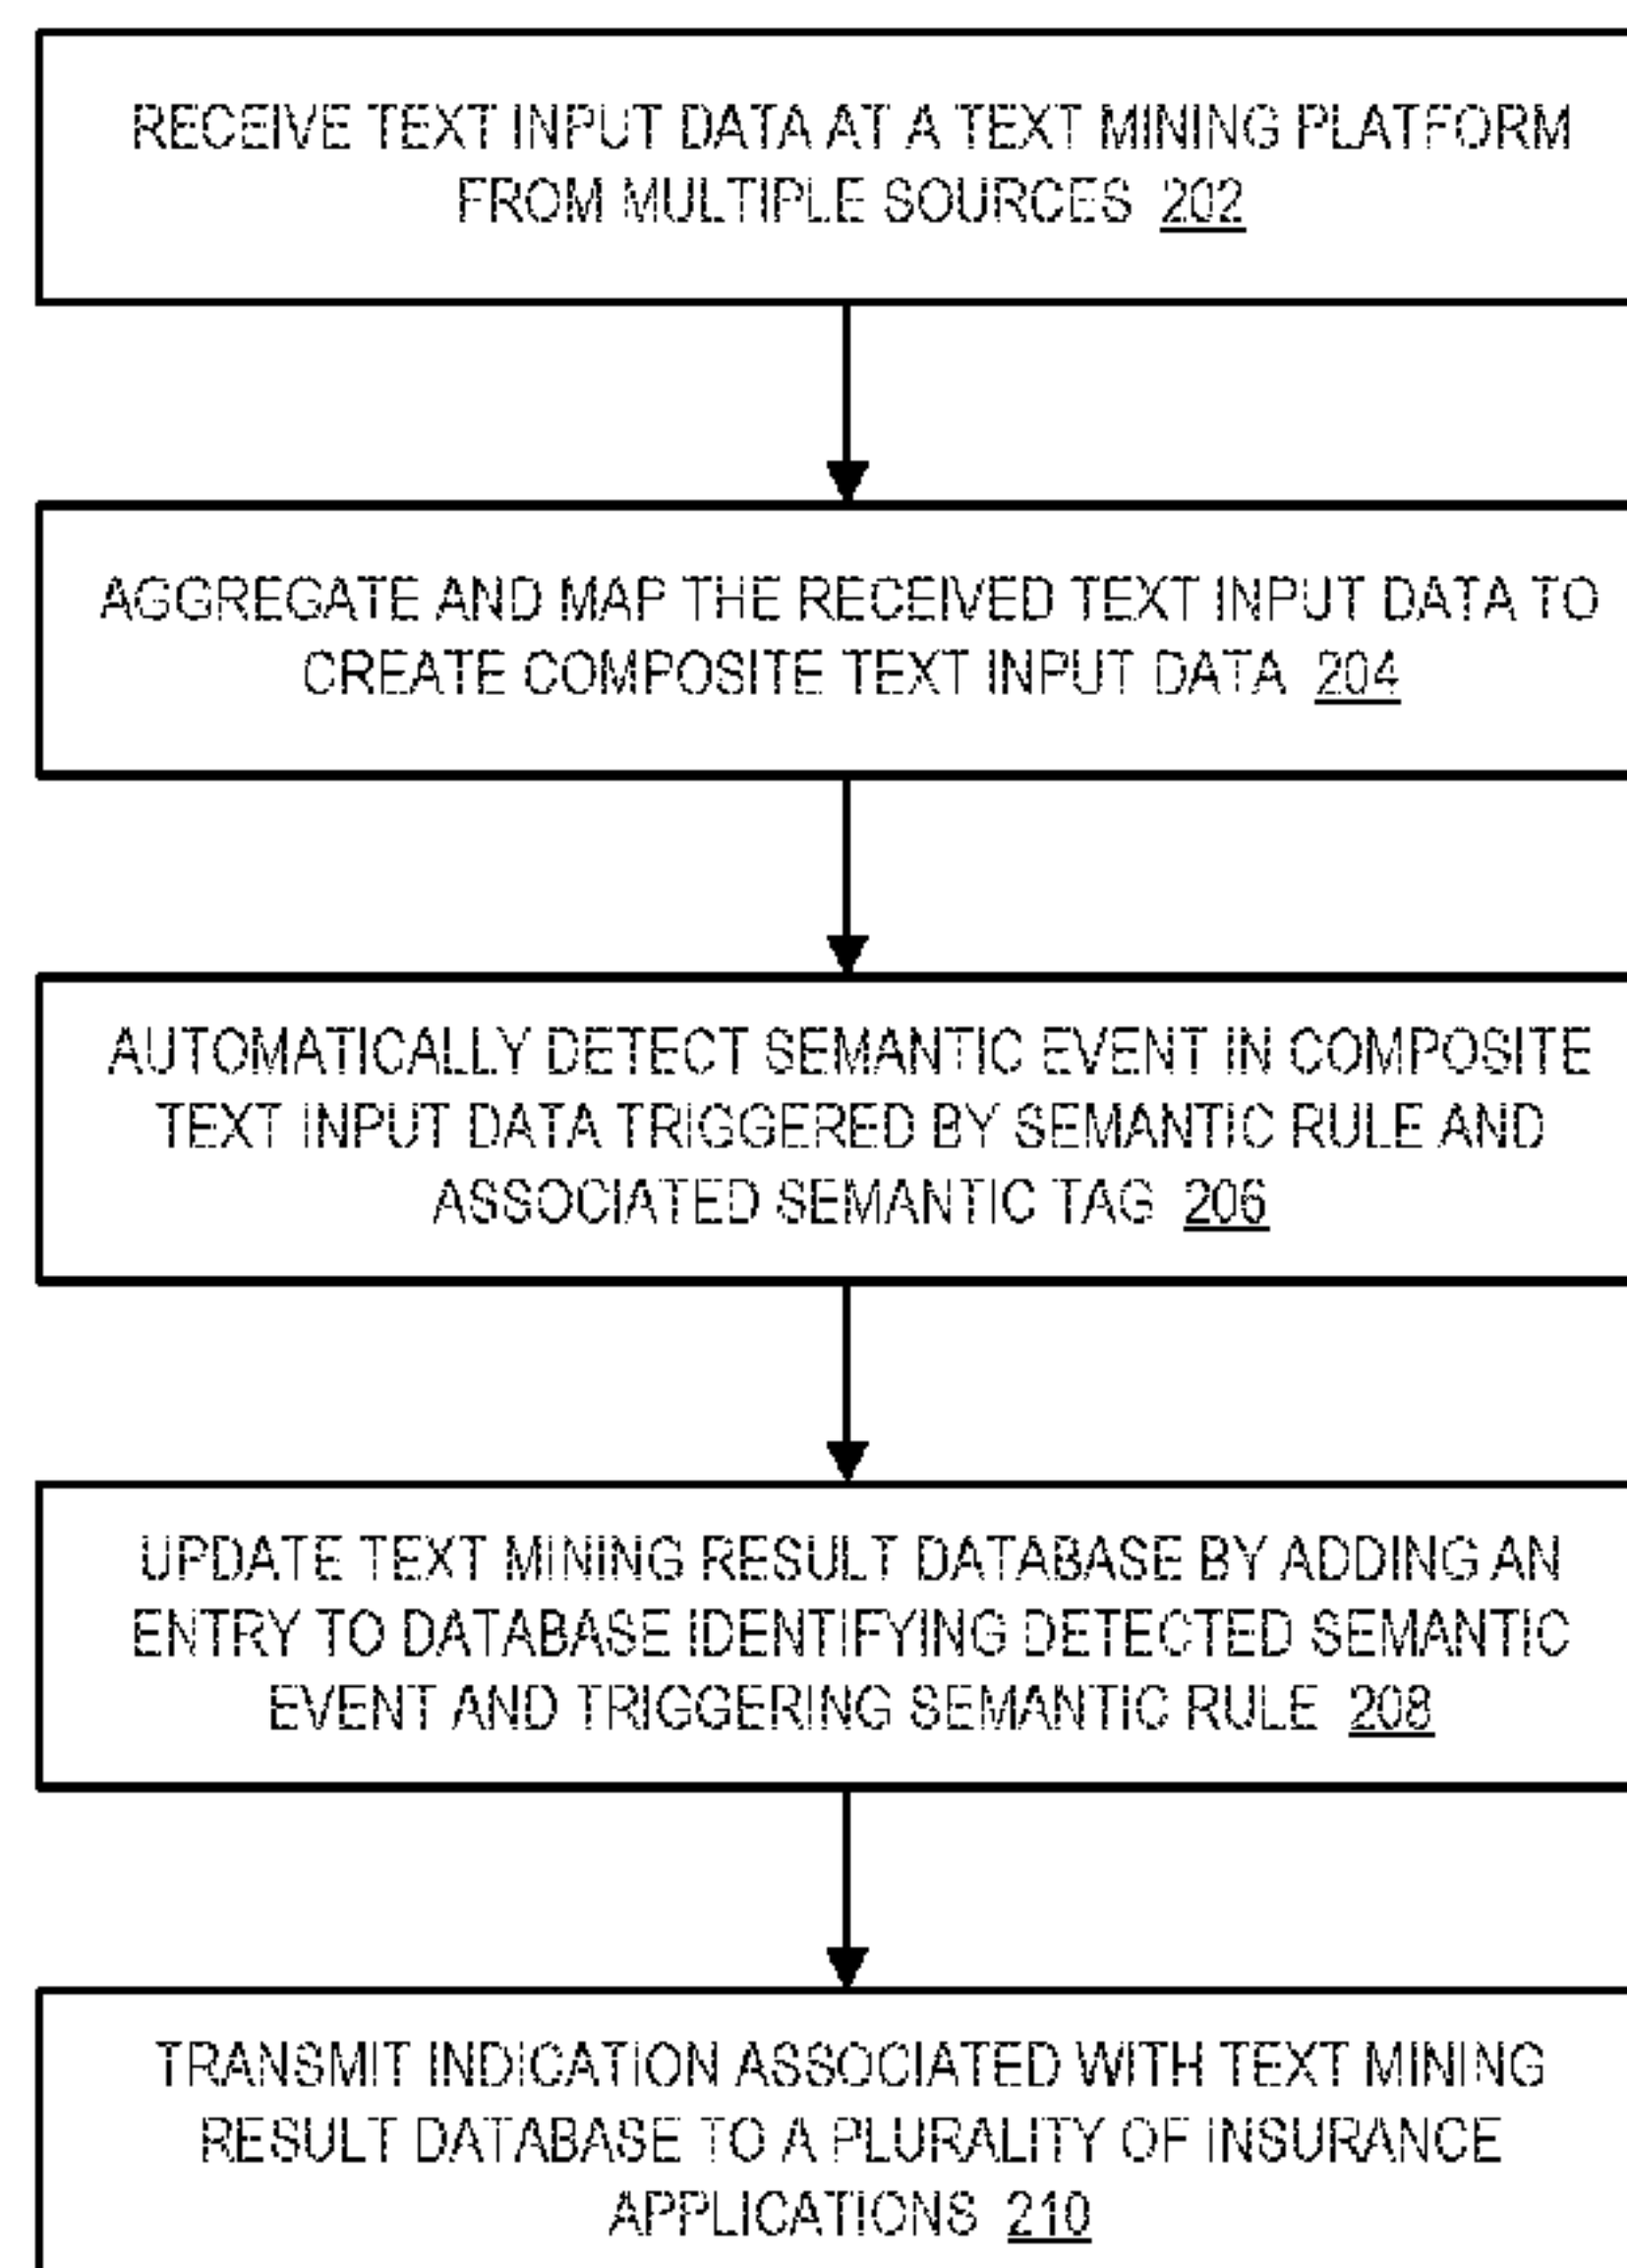 RECEIVE TEXT INPUT DATA AT A TEXT MINING PLATFORM
FROM MULTIPLE SOURCES 202
AGGREGATE AND MAP THE RECEIVED TEXT INPUT DATA TO
CREATE COMPOSITE TEXT INPUT DATA 204
AUTOMATICALLY DETECT SEMANTIC EVENT IN COMPOSITE
TEXT INPUT DATA TRIGGERED BY SEMANTIC RULE AND
ASSOCIATED SEMANTIC TAG 206
UPDATE TEXT MINING RESULT DATABASE BY ADDING AN
ENTRY TO DATABASE IDENTIFYING DETECTED SEMANTIC
EVENT AND TRIGGERING SEMANTIC RULE 208
TRANSMIT INDICATION ASSOCIATED WITH TEXT MINING
RESULT DATABASE TO A PLURALITY OF INSURANCE
APPLICATIONS 210